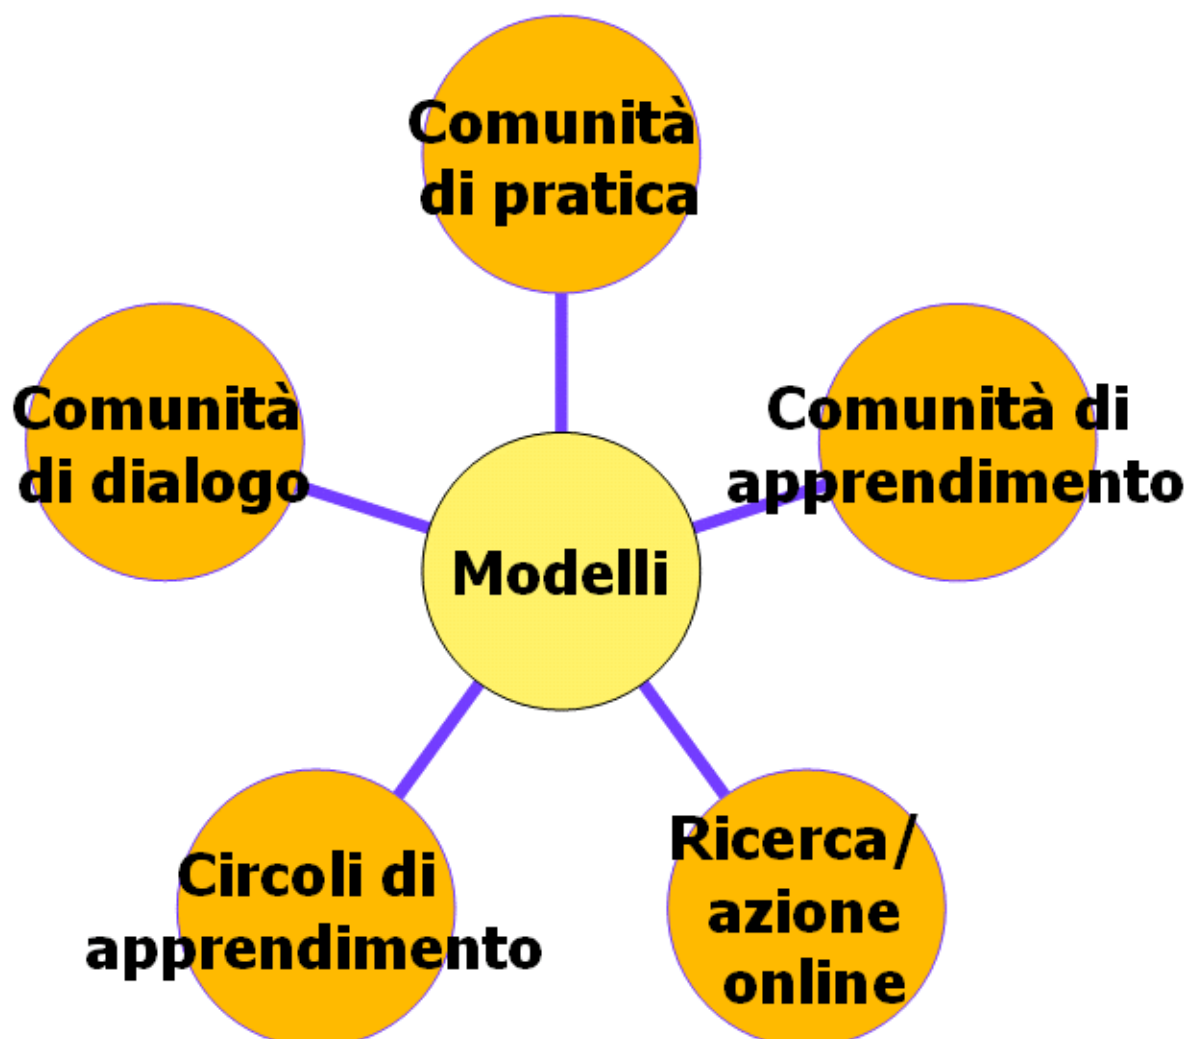 Comunità
di pratica
Comunità
di dialogo
Comunità di
apprendimento
Modelli
Circoli di
apprendimento
Ricerca/
azione
online